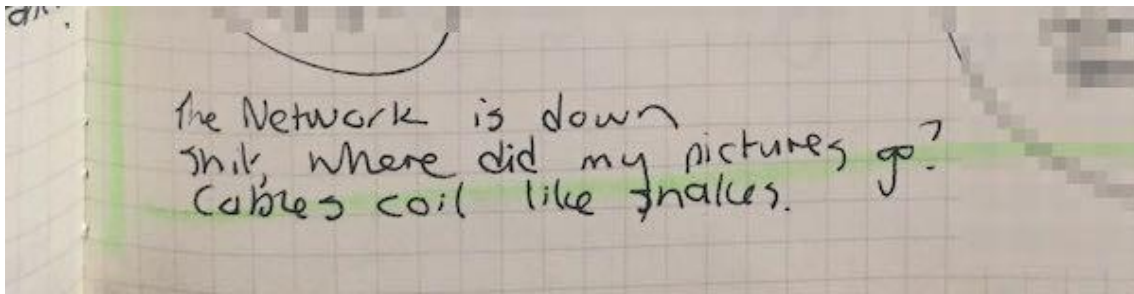 The Network is down
Shit, where did my pictures go?
Cables coil like snakes.